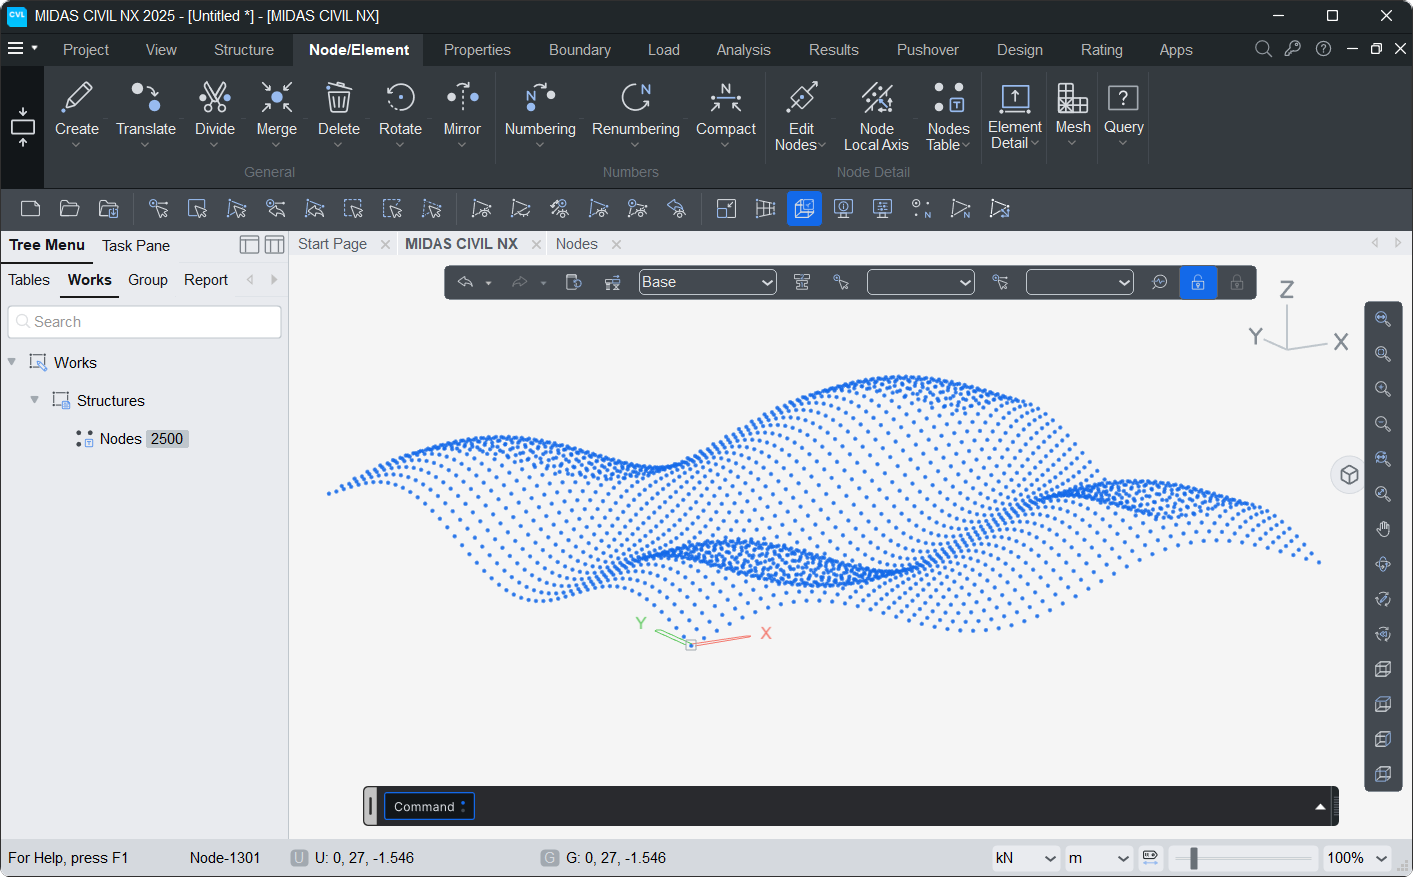 CVL MIDAS CIVIL NX 2025 - [Untitled *] - [MIDAS CIVIL NX]
Project View Structure Node/Element Properties Boundary Load Analysis Results Pushover Design Rating Apps
Create Translate Divide Merge Delete Rotate Mirror Numbering Renumbering Compact Edit Nodes Node Local Axis Nodes Table Element Detail Mesh Query
General Numbers Node Detail
Tree Menu Task Pane
Start Page MIDAS CIVIL NX Nodes
Tables Works Group Report
Base
Search
Z
Y X
Works
Structures
Nodes 2500
Y X
Command :
For Help, press F1 Node-1301 U U: 0, 27, -1.546 G G: 0, 27, -1.546 kN m 100%